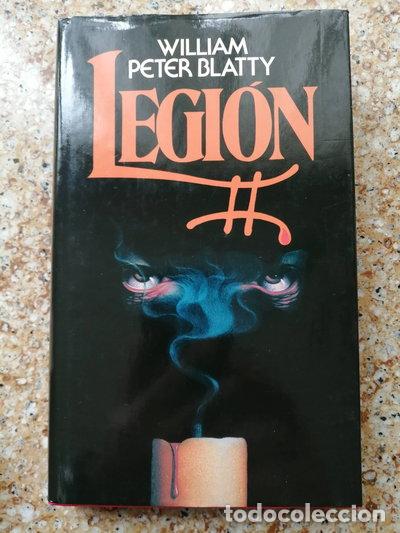 WILLIAM
PETER BLATTY
LEGIÓN
todocoleccion